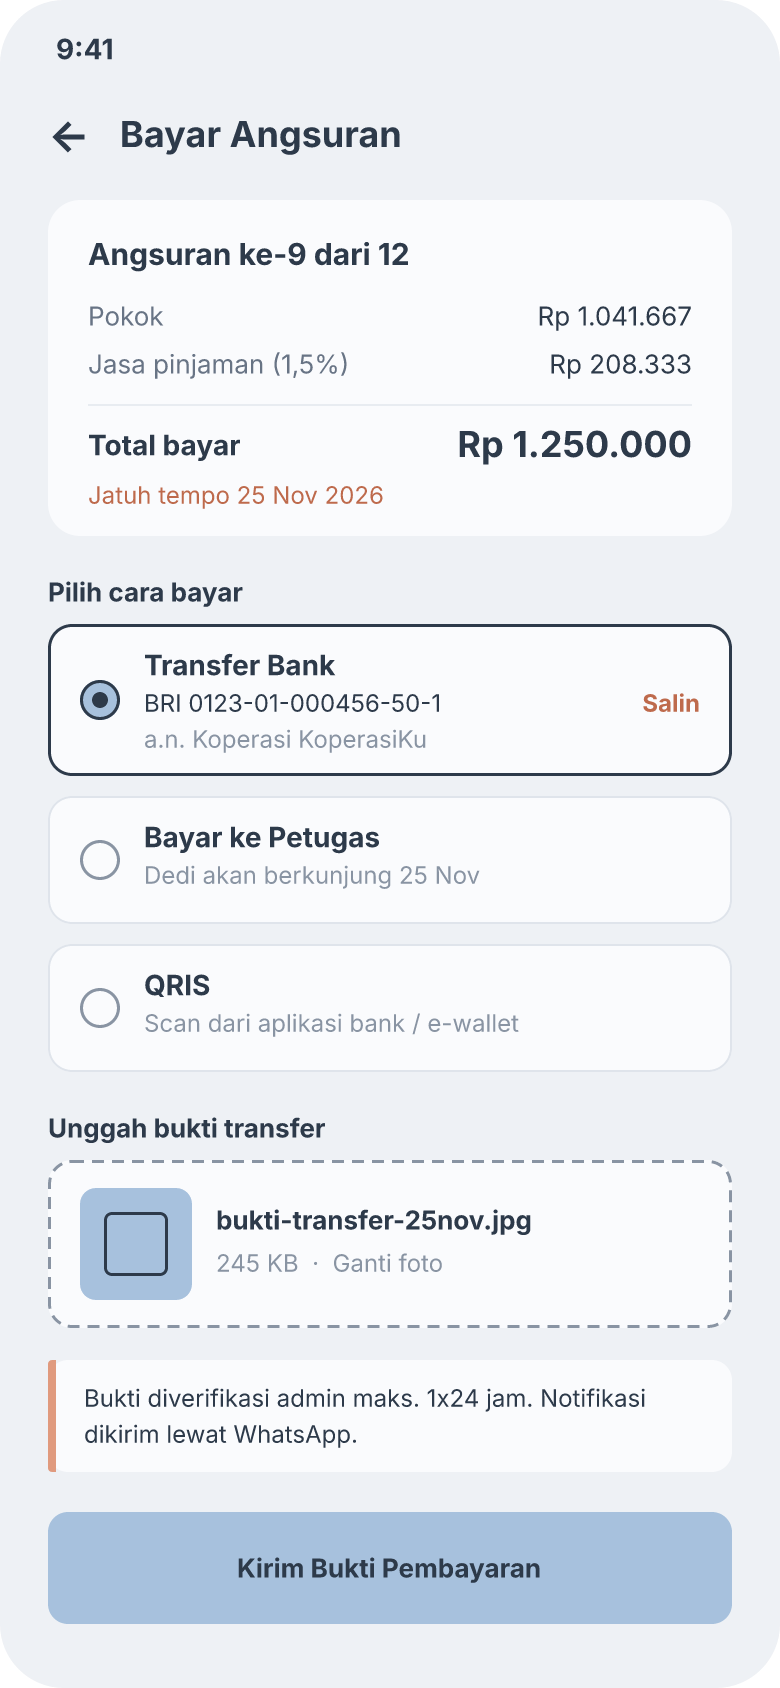 9:41
Bayar Angsuran
Angsuran ke-9 dari 12
Pokok Rp 1.041.667
Jasa pinjaman (1,5%) Rp 208.333
Total bayar Rp 1.250.000
Jatuh tempo 25 Nov 2026
Pilih cara bayar
Transfer Bank
BRI 0123-01-000456-50-1 Salin
a.n. Koperasi KoperasiKu
Bayar ke Petugas
Dedi akan berkunjung 25 Nov
QRIS
Scan dari aplikasi bank / e-wallet
Unggah bukti transfer
bukti-transfer-25nov.jpg
245 KB · Ganti foto
Bukti diverifikasi admin maks. 1x24 jam. Notifikasi
dikirim lewat WhatsApp.
Kirim Bukti Pembayaran